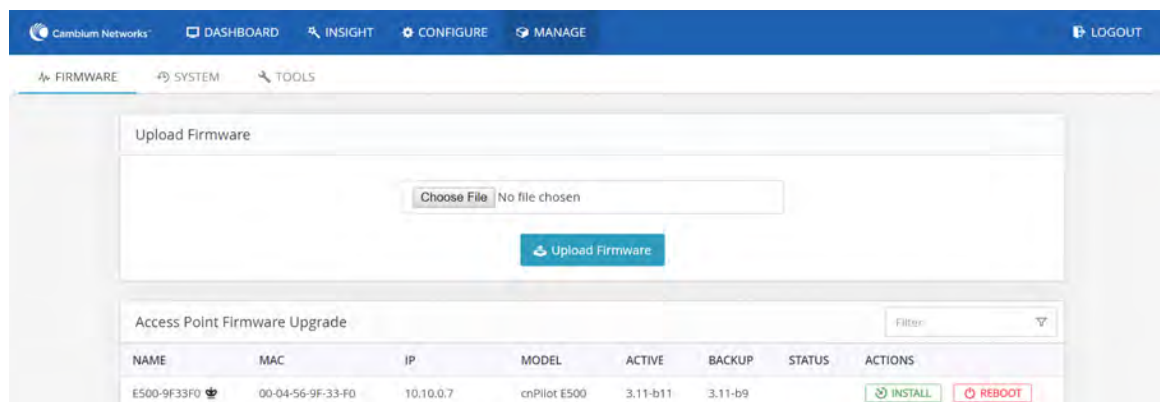 Cambium Networks™ DASHBOARD INSIGHT CONFIGURE MANAGE LOGOUT
FIRMWARE SYSTEM TOOLS
Upload Firmware
Choose File No file chosen
Upload Firmware
Access Point Firmware Upgrade Filter
NAME MAC IP MODEL ACTIVE BACKUP STATUS ACTIONS
E500-9F33F0 00-04-56-9F-33-F0 10.10.0.7 cnPilot E500 3.11-b11 3.11-b9 INSTALL REBOOT